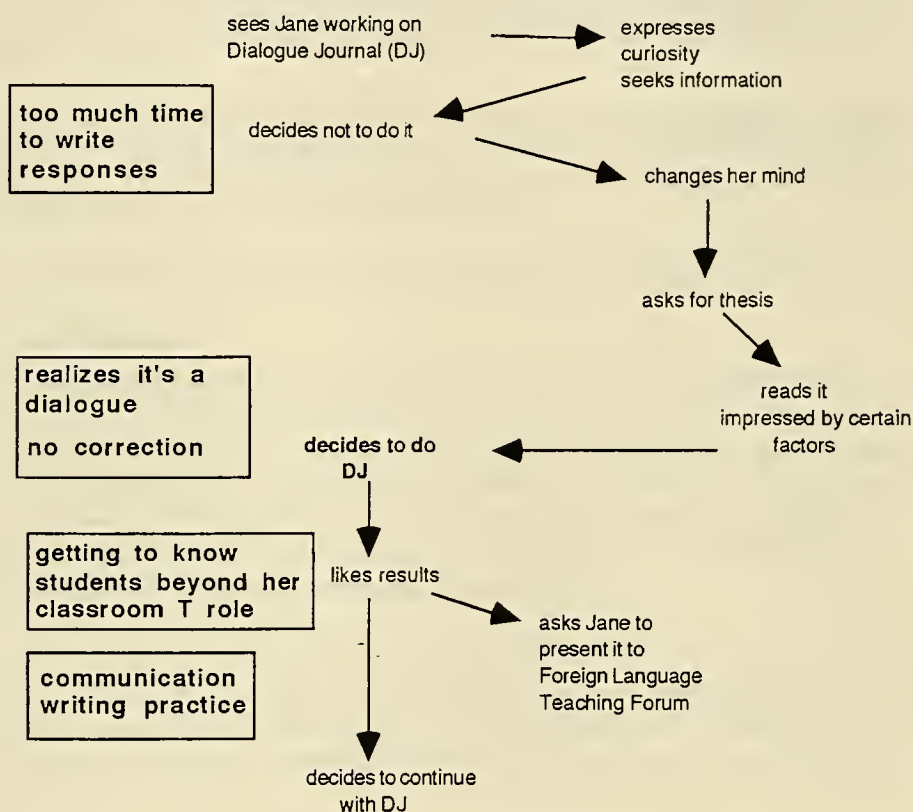 sees Jane working on
Dialogue Journal (DJ)
expresses
curiosity
seeks information
too much time
to write
responses
decides not to do it
changes her mind
asks for thesis
realizes it's a
dialogue
no correction
reads it
impressed by certain
factors
decides to do
DJ
getting to know
students beyond her
classroom T role
likes results
asks Jane to
present it to
Foreign Language
Teaching Forum
communication
writing practice
decides to continue
with DJ